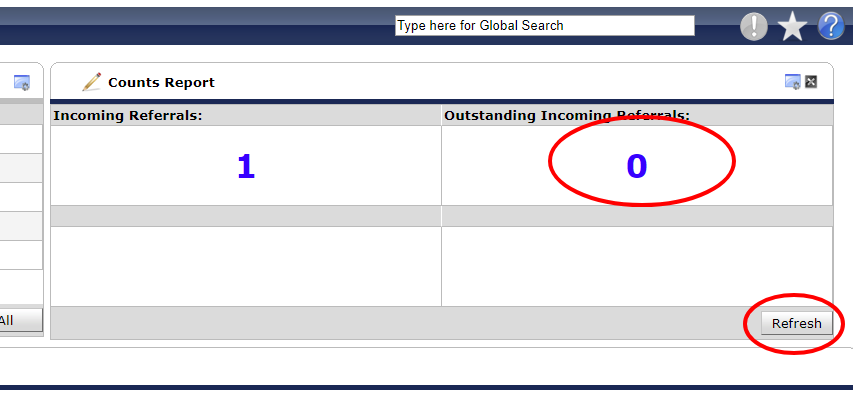 Type here for Global Search
Counts Report
Incoming Referrals: Outstanding Incoming Referrals:
1 0
All Refresh